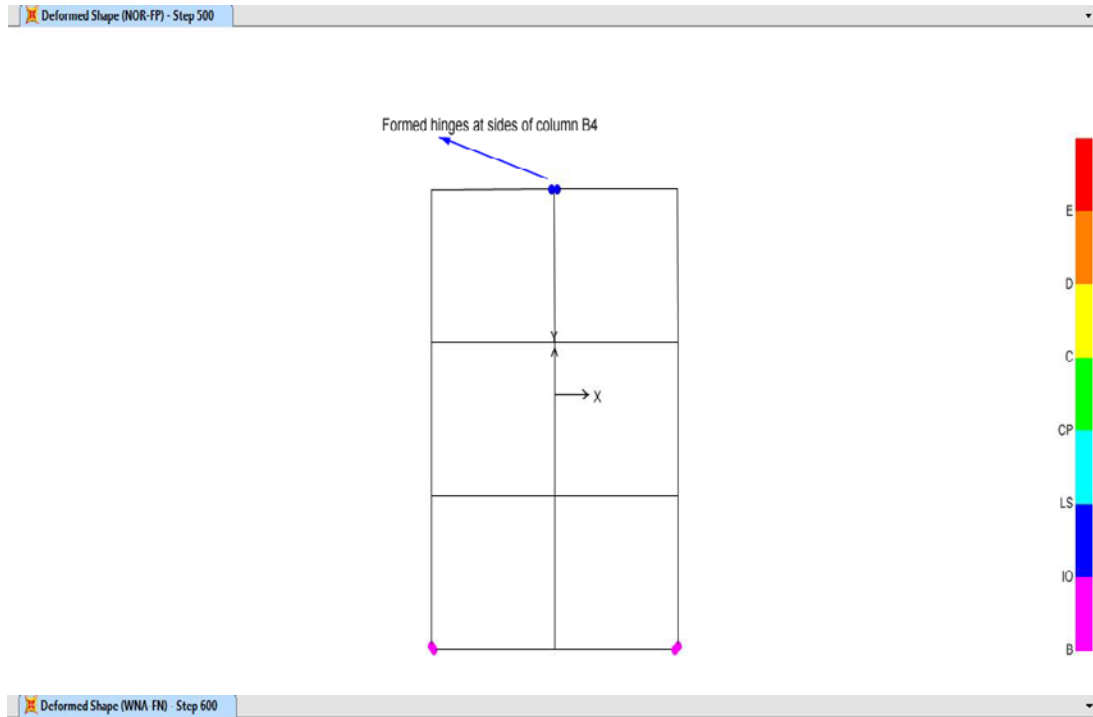 Deformed Shape (NOR-FP) - Step 500
Formed hinges at sides of column B4
E
D
Y
C
X
CP
LS
IO
B
Deformed Shape (WNA-FN) - Step 600